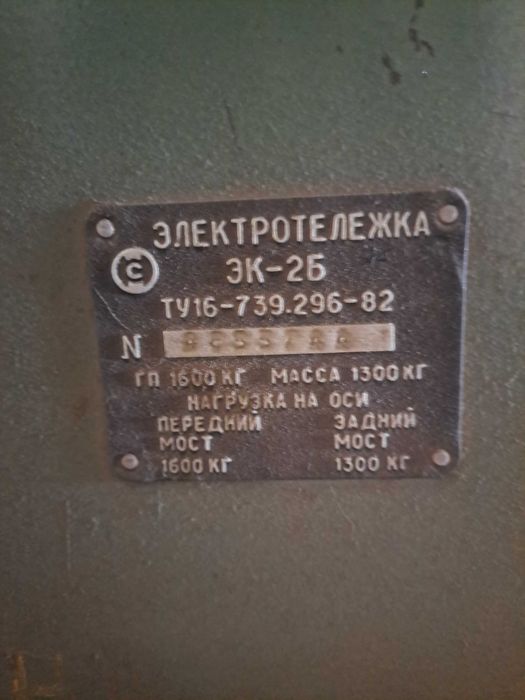 ЭЛЕКТРОТЕЛЕЖКА
С ЭК-2Б
ТУ16-739.296-82
N
ГП 1600 КГ МАССА 1300 КГ
НАГРУЗКА НА ОСИ
ПЕРЕДНИЙ ЗАДНИЙ
МОСТ МОСТ
1600 КГ 1300 КГ